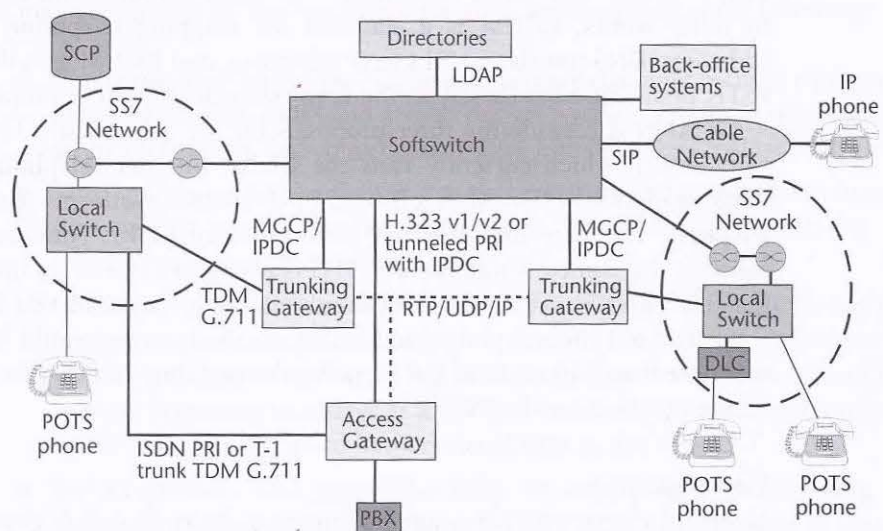 SCP
Directories
LDAP
Back-office
systems
IP
phone
SS7
Network
Softswitch
SIP
Cable
Network
SS7
Network
Local
Switch
MGCP/
IPDC
H.323 v1/v2 or
tunneled PRI
with IPDC
MGCP/
IPDC
TDM
G.711
Trunking
Gateway
RTP/UDP/IP
Trunking
Gateway
Local
Switch
DLC
POTS
phone
Access
Gateway
ISDN PRI or T-1
trunk TDM G.711
POTS
phone
POTS
phone
PBX